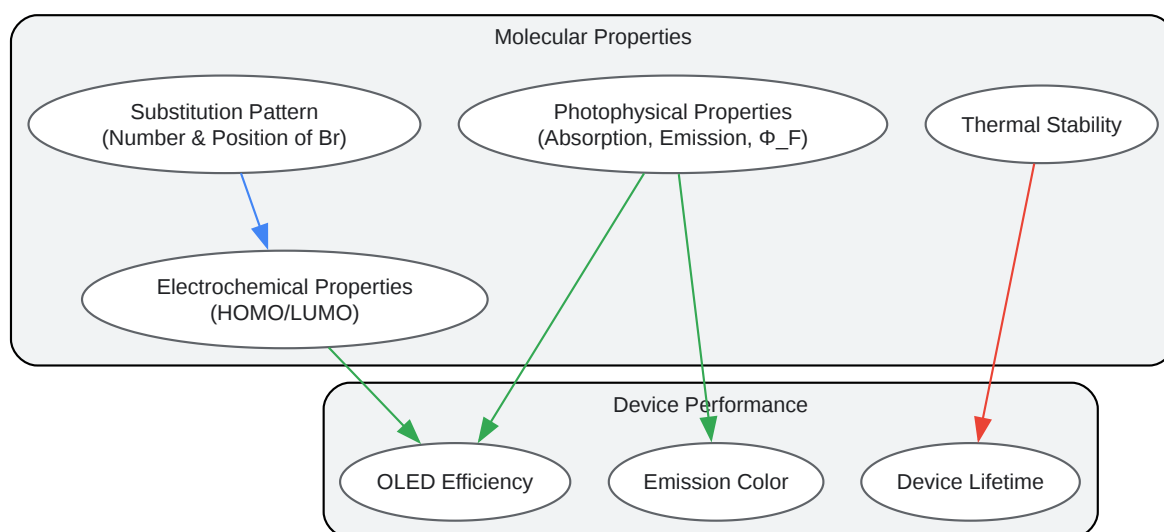 Molecular Properties
Substitution Pattern
(Number & Position of Br)
Photophysical Properties
(Absorption, Emission, Φ_F)
Thermal Stability
Electrochemical Properties
(HOMO/LUMO)
Device Performance
OLED Efficiency
Emission Color
Device Lifetime